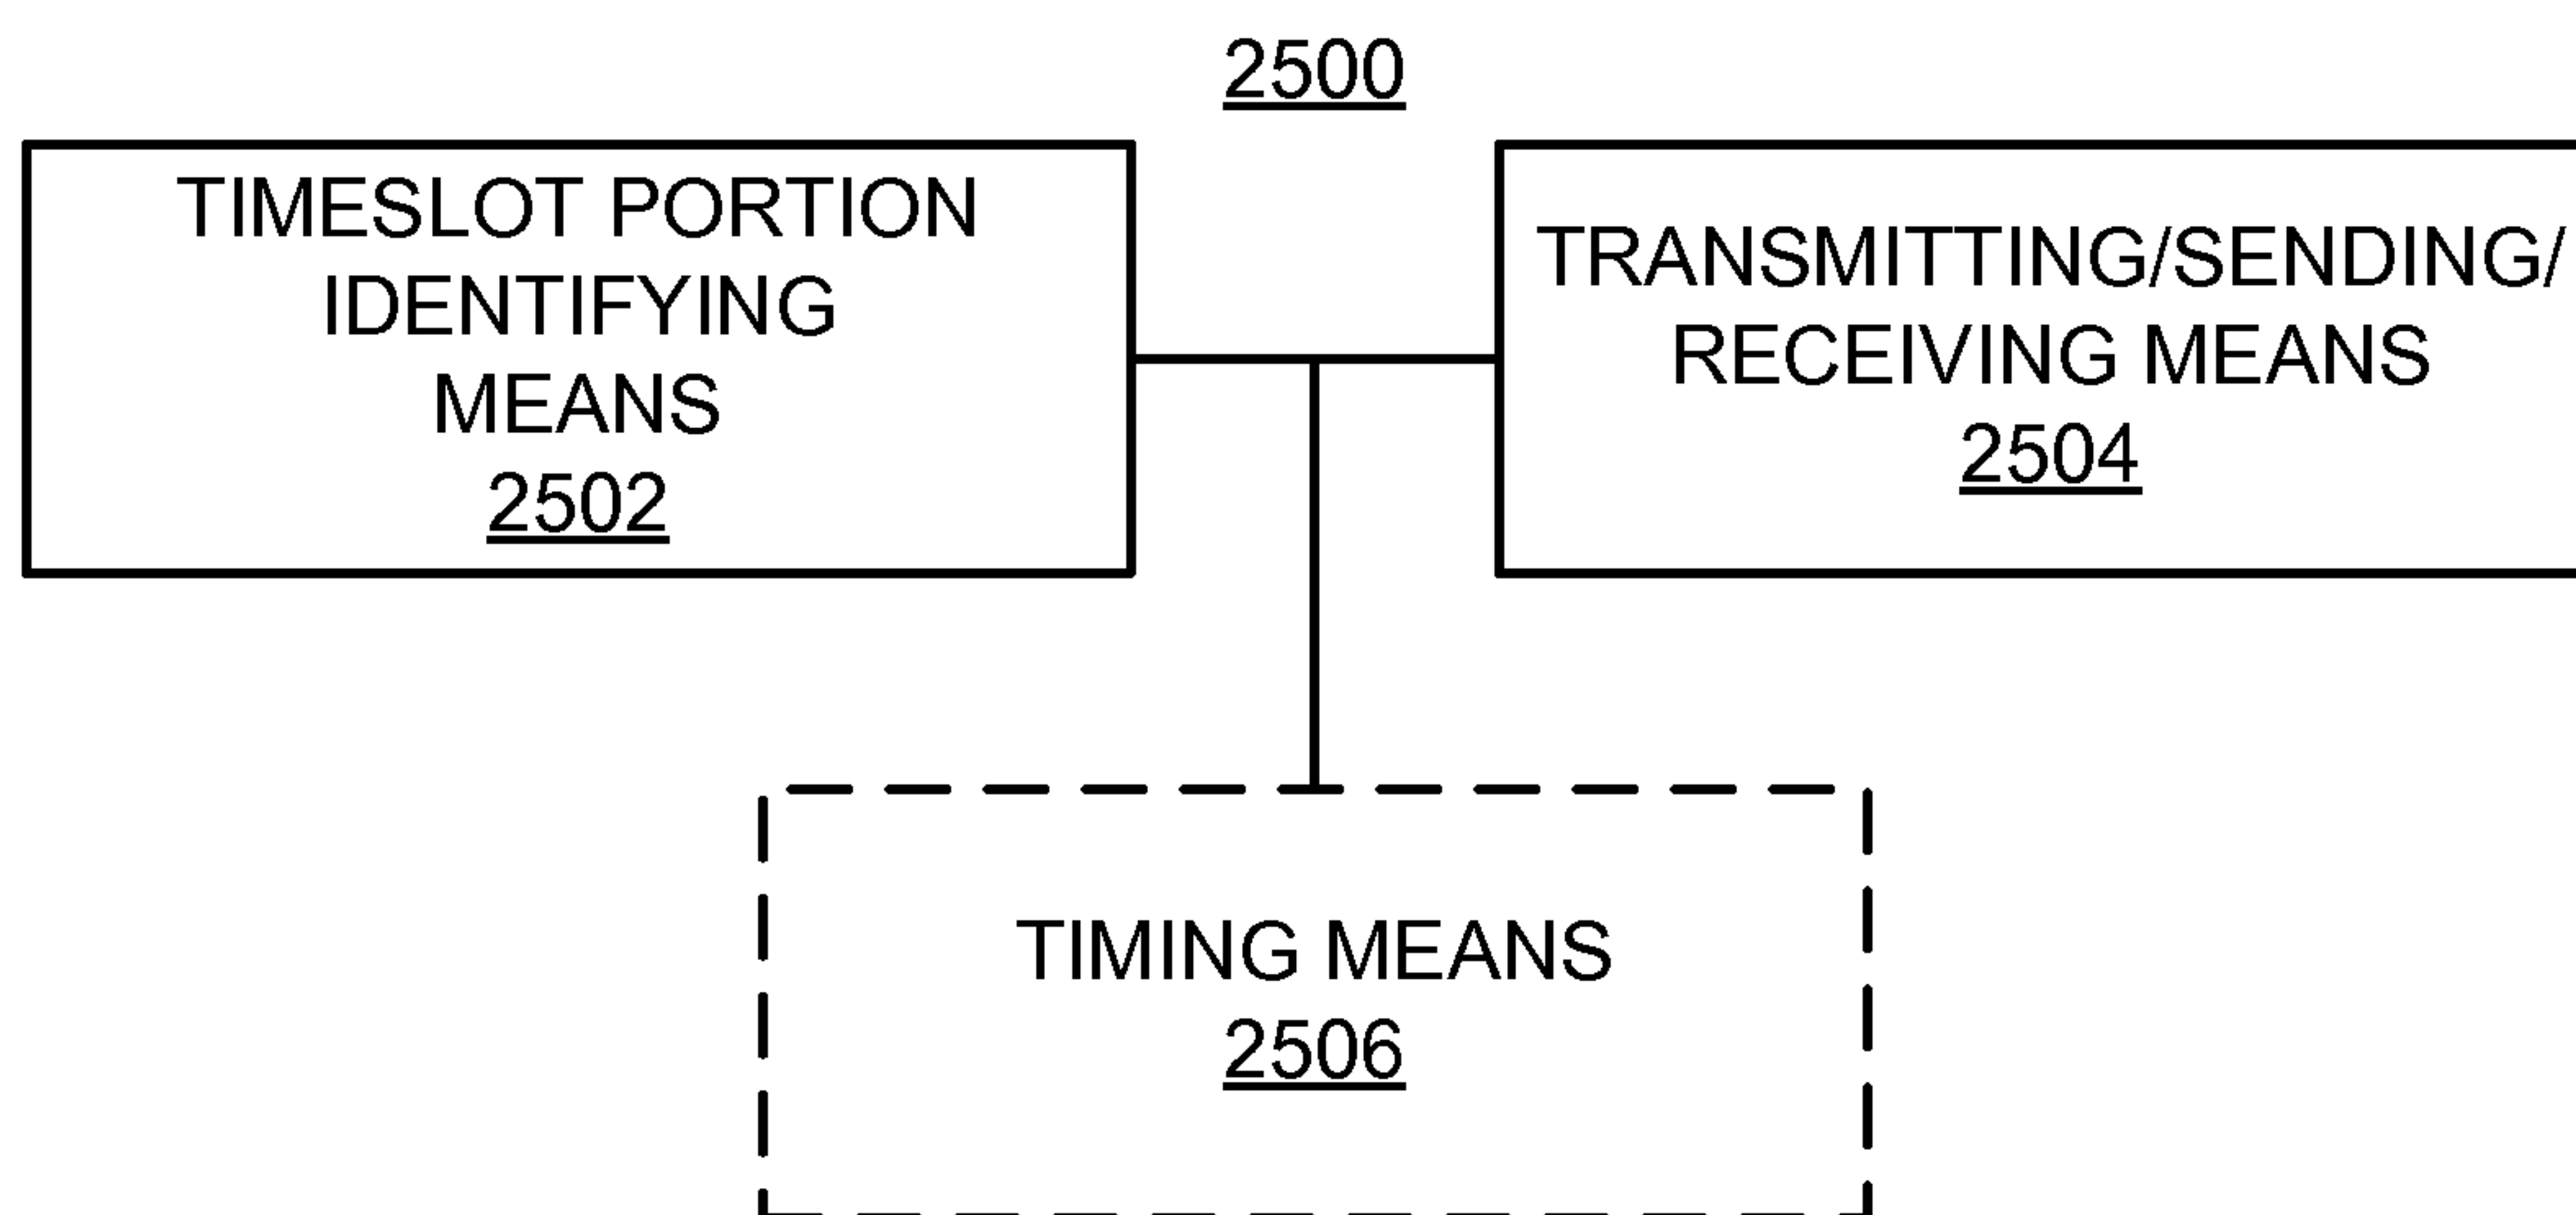 2500
TIMESLOT PORTION
IDENTIFYING
MEANS
2502
TRANSMITTING/SENDING/
RECEIVING MEANS
2504
TIMING MEANS
2506